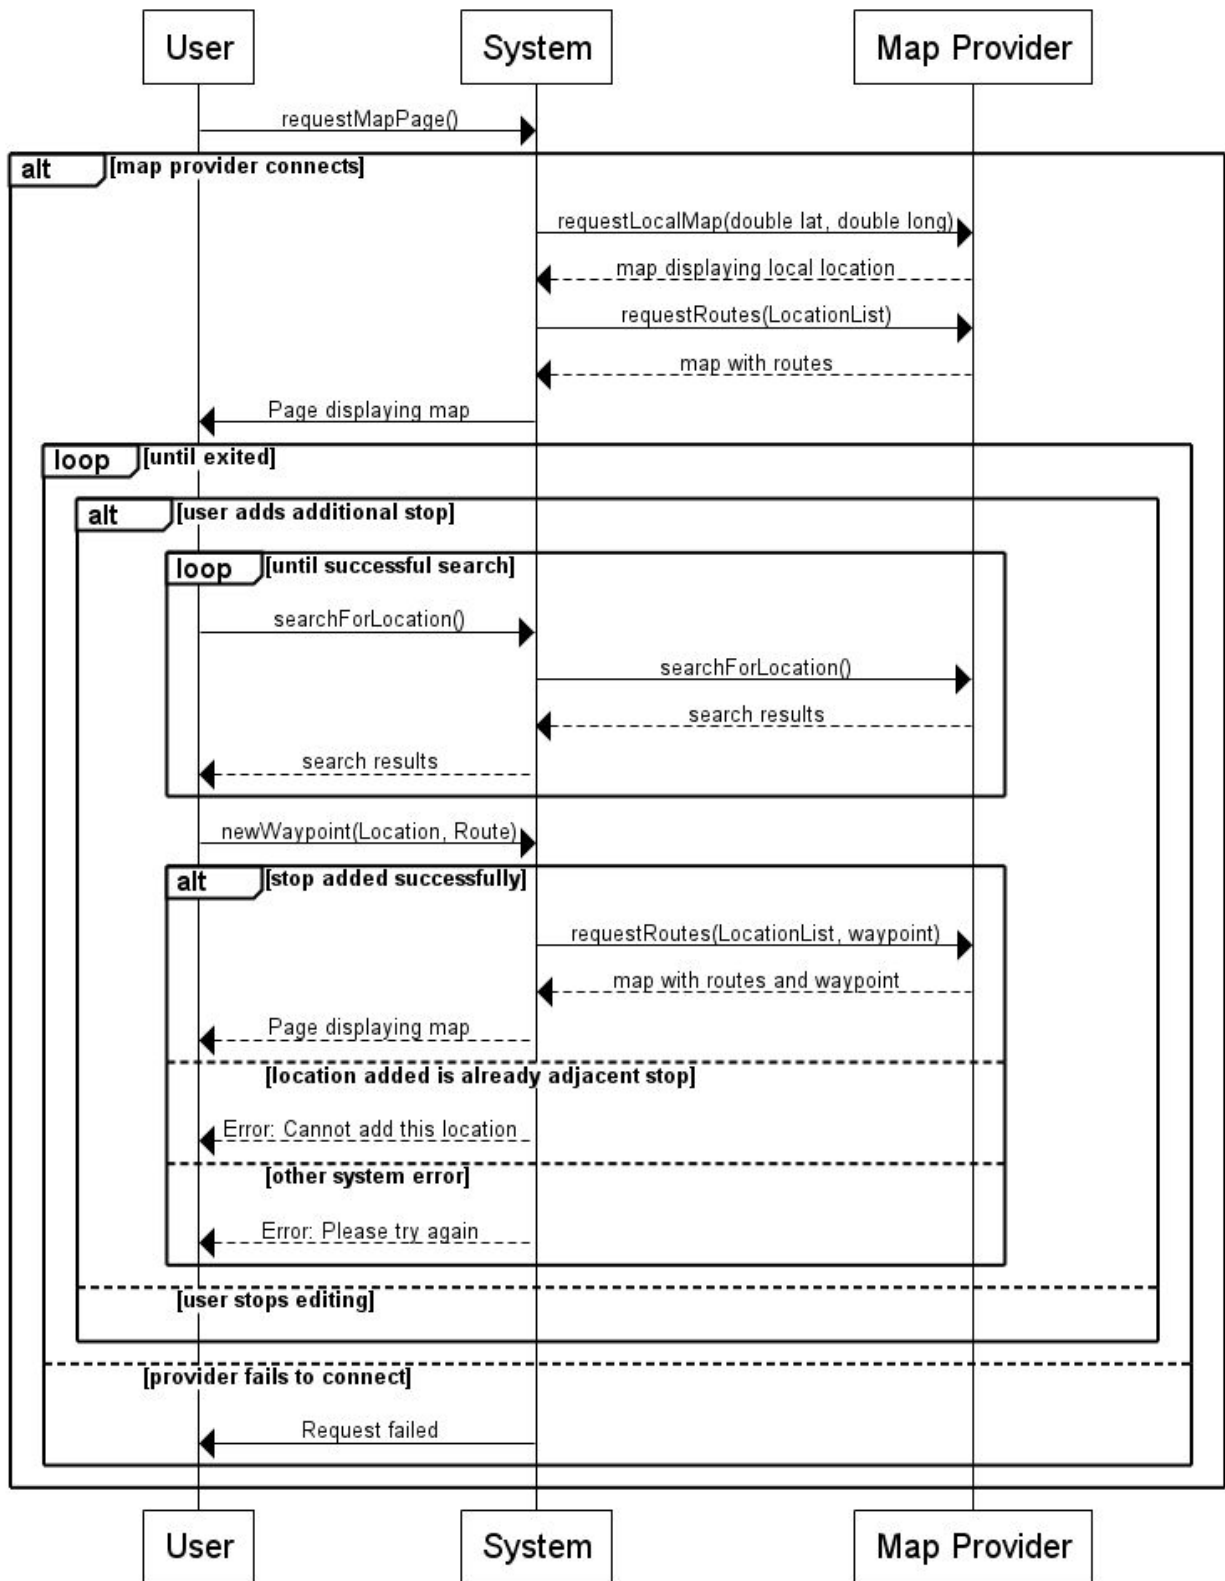 User System Map Provider
requestMapPage()
alt [map provider connects]
requestLocalMap(double lat, double long)
map displaying local location
requestRoutes(LocationList)
map with routes
Page displaying map
loop [until exited]
alt [user adds additional stop]
loop [until successful search]
searchForLocation()
searchForLocation()
search results
search results
newWaypoint(Location, Route)
alt [stop added successfully]
requestRoutes(LocationList, waypoint)
map with routes and waypoint
Page displaying map
[location added is already adjacent stop]
Error: Cannot add this location
[other system error]
Error: Please try again
[user stops editing]
[provider fails to connect]
Request failed
User System Map Provider